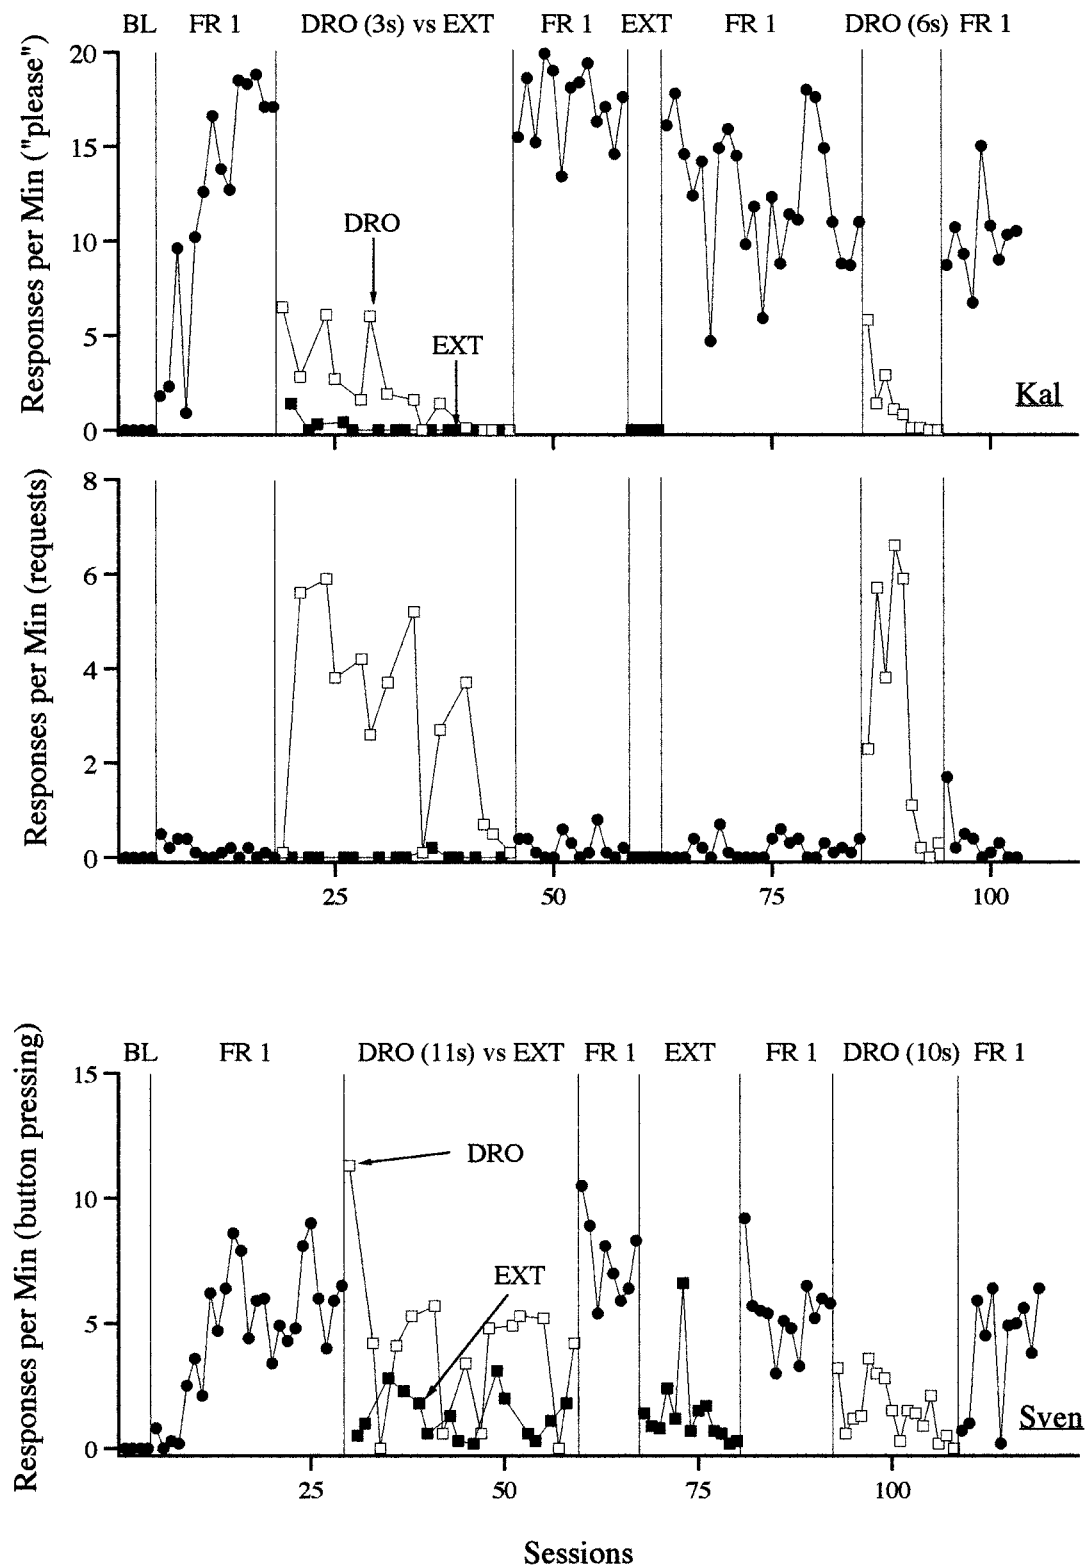 BL FR 1 DRO (3s) vs EXT FR 1 EXT FR 1 DRO (6s) FR 1
Responses per Min ("please")
20
15
10
5
0
DRO
EXT
Kal
Responses per Min (requests)
8
6
4
2
0
25 50 75 100
BL FR 1 DRO (11s) vs EXT FR 1 EXT FR 1 DRO (10s) FR 1
Responses per Min (button pressing)
15
10
5
0
DRO
EXT
Sven
25 50 75 100
Sessions